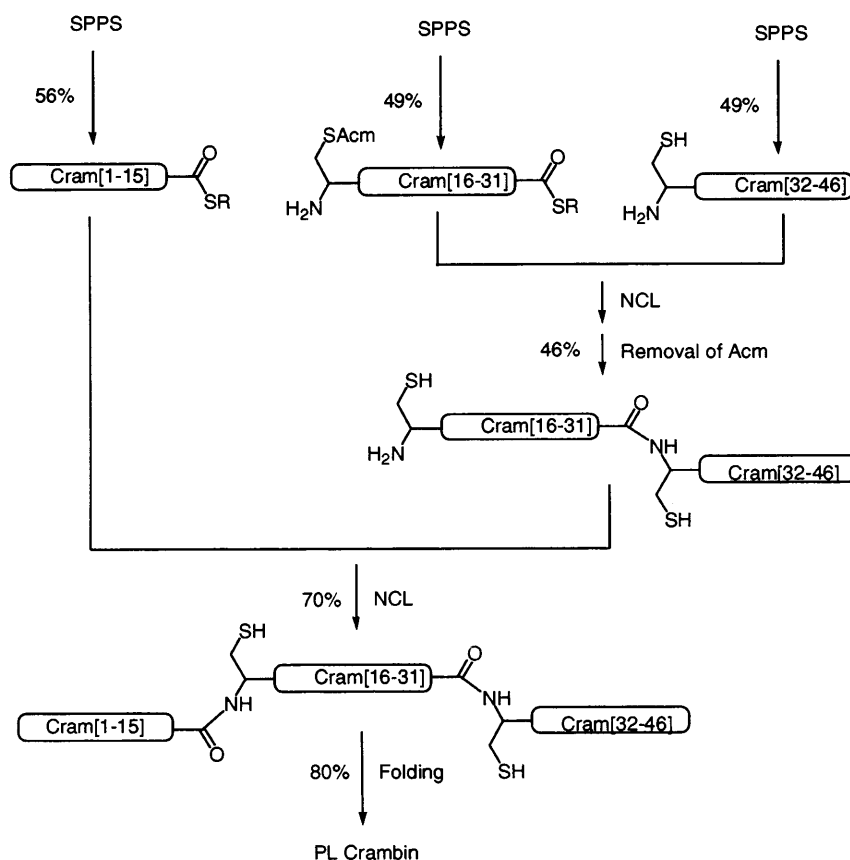 SPPS
SPPS
SPPS
56%
49%
49%
SAcm
SH
Cram[1-15]
O
SR
H₂N
Cram[16-31]
O
SR
H₂N
Cram[32-46]
NCL
46%
Removal of Acm
SH
H₂N
Cram[16-31]
O
NH
Cram[32-46]
SH
70%
NCL
SH
Cram[16-31]
O
NH
NH
Cram[1-15]
O
Cram[32-46]
SH
80%
Folding
PL Crambin